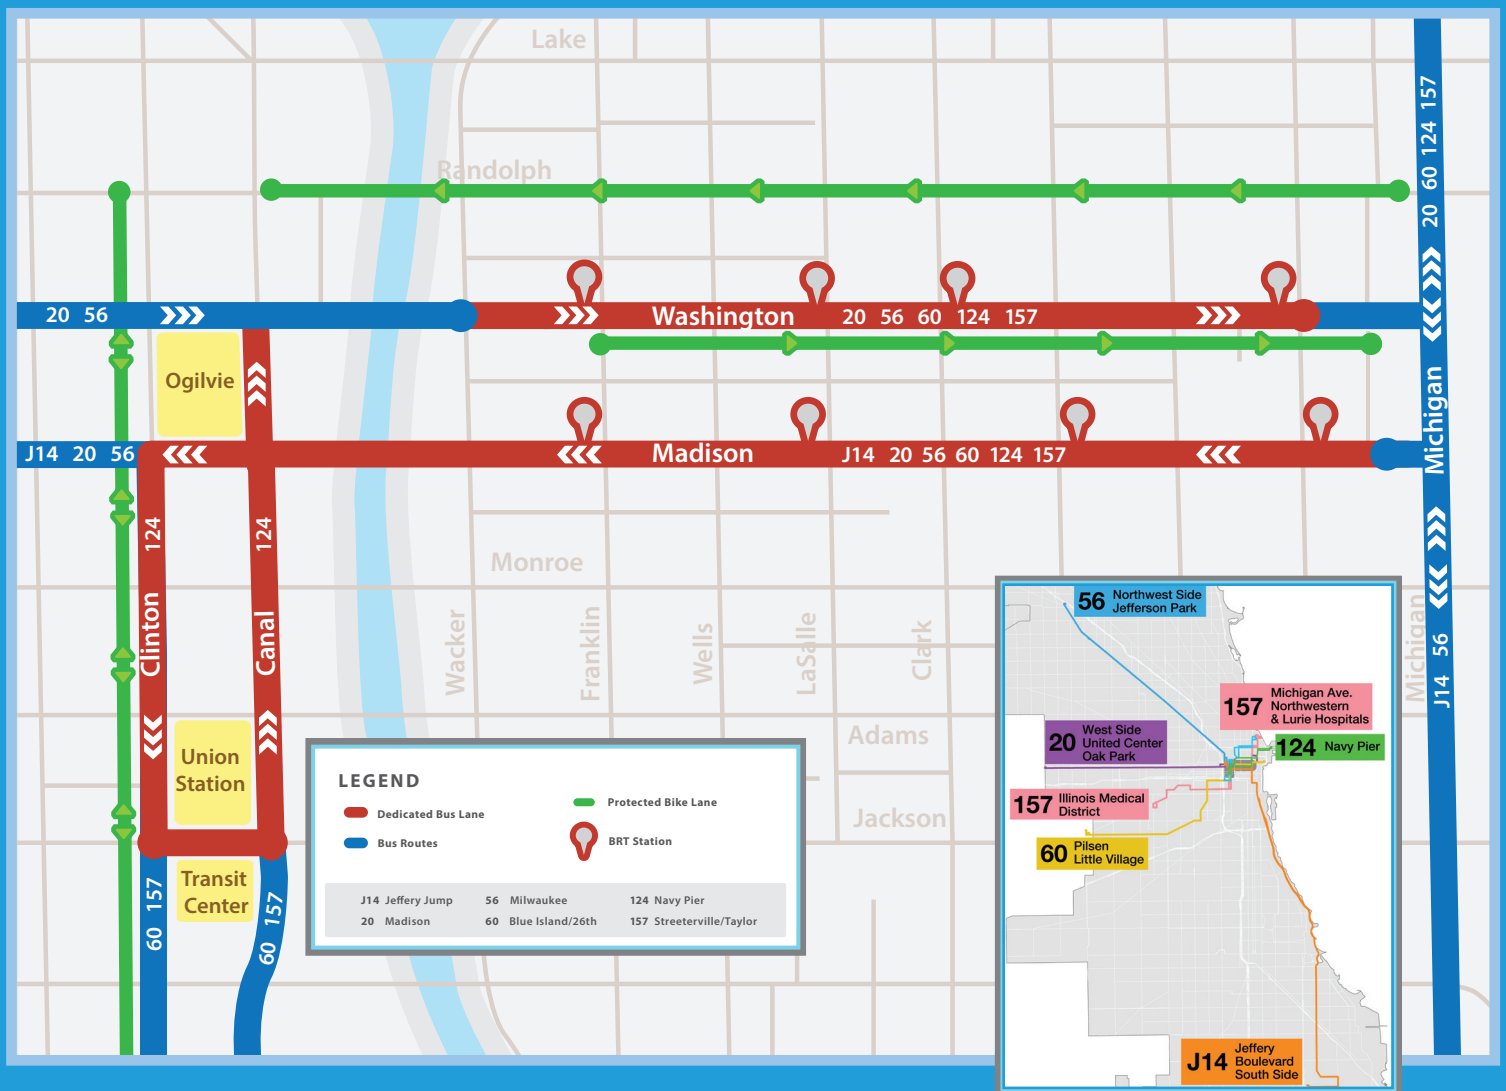 Lake
Randolph
20 60 124 157
20 56
Washington
20 56 60 124 157
Ogilvie
J14 20 56
Madison
J14 20 56 60 124 157
Michigan
124
124
Clinton
Canal
Monroe
Wacker
Franklin
Wells
LaSalle
Clark
Michigan
J14 56
Adams
Jackson
Union
Station
Transit
Center
60 157
60 157
LEGEND
Dedicated Bus Lane
Bus Routes
Protected Bike Lane
BRT Station
J14 Jeffery Jump
56 Milwaukee
124 Navy Pier
20 Madison
60 Blue Island/26th
157 Streeterville/Taylor
56 Northwest Side
Jefferson Park
157 Michigan Ave.
Northwestern
& Lurie Hospitals
20 West Side
United Center
Oak Park
124 Navy Pier
157 Illinois Medical
District
60 Pilsen
Little Village
J14 Jeffery
Boulevard
South Side